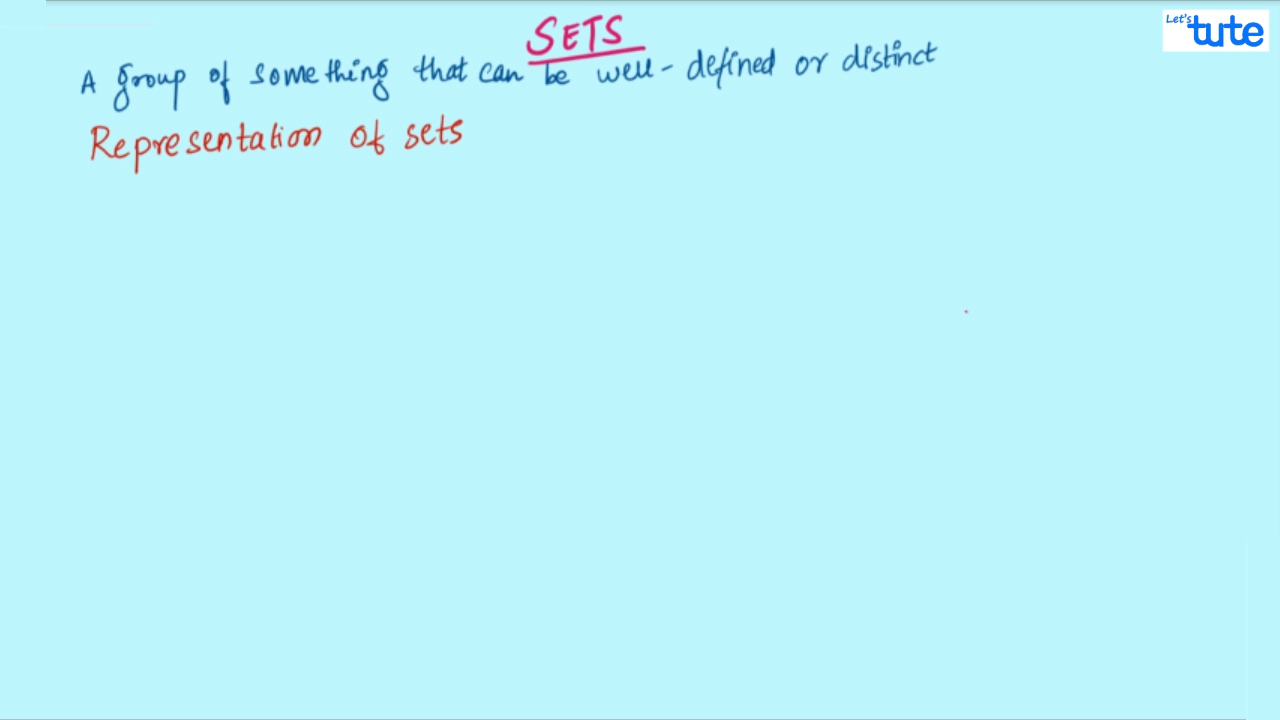 SETS
Let's
tute
A group of something that can be well-defined or distinct
Representation of sets